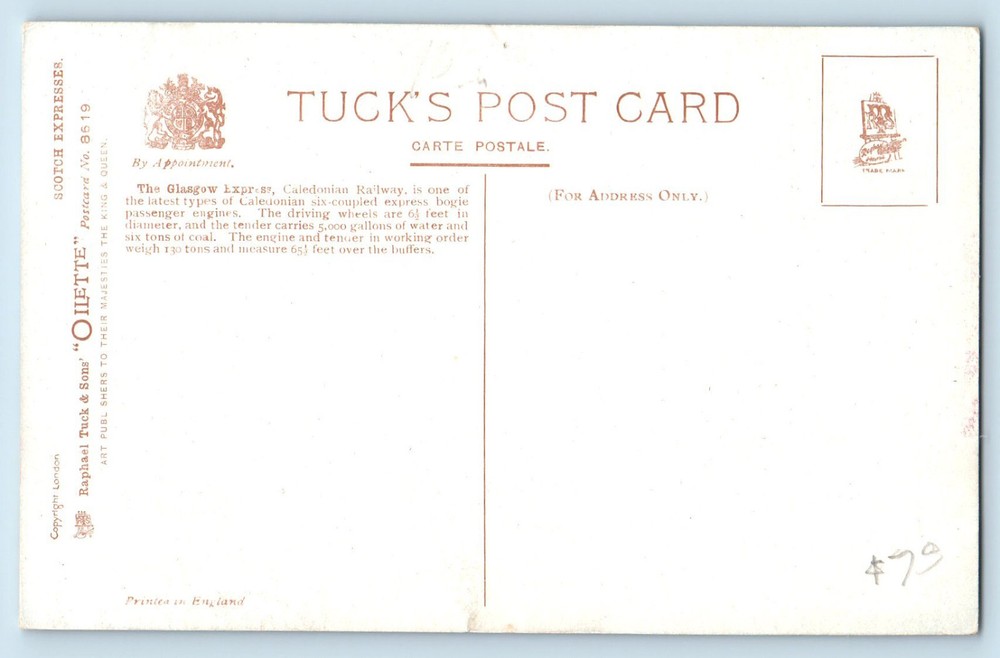 TUCK'S POST CARD
CARTE POSTALE.
By Appointment.
The Glasgow Express, Caledonian Railway, is one of
the latest types of Caledonian six-coupled express bogie
passenger engines. The driving wheels are 6½ feet in
diameter, and the tender carries 5,000 gallons of water and
six tons of coal. The engine and tender in working order
weigh 130 tons and measure 65½ feet over the buffers.
(FOR ADDRESS ONLY.)
TRADE MARK
SCOTCH EXPRESSES.
Copyright London
Raphael Tuck & Sons' "OILETTE" Postcard No. 8619
ART PUBLISHERS TO THEIR MAJESTIES THE KING & QUEEN.
Printed in England